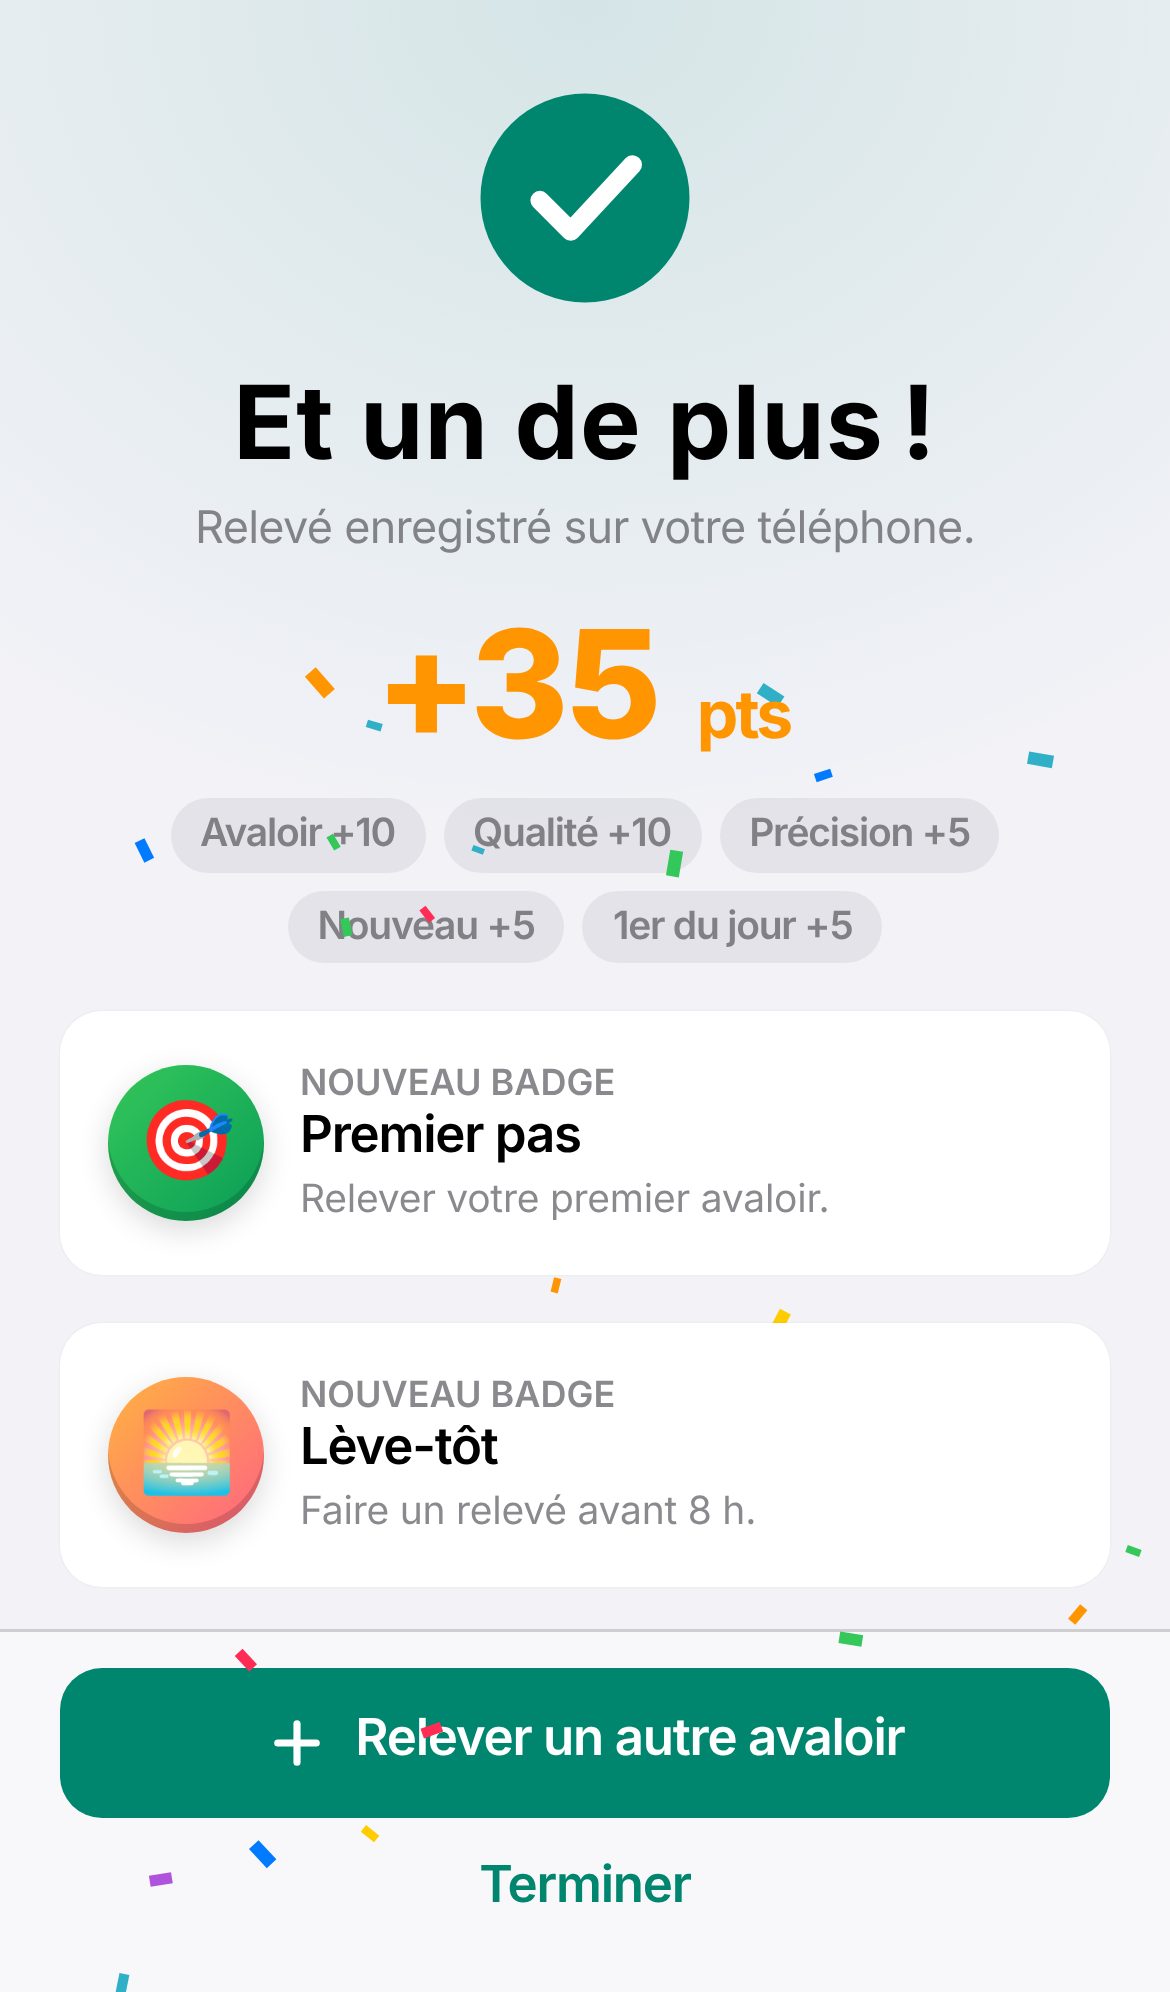 Et un de plus !
Relevé enregistré sur votre téléphone.
+35 pts
Avaloir +10 Qualité +10 Précision +5
Nouveau +5 1er du jour +5
NOUVEAU BADGE
Premier pas
Relever votre premier avaloir.
NOUVEAU BADGE
Lève-tôt
Faire un relevé avant 8 h.
Relever un autre avaloir
Terminer